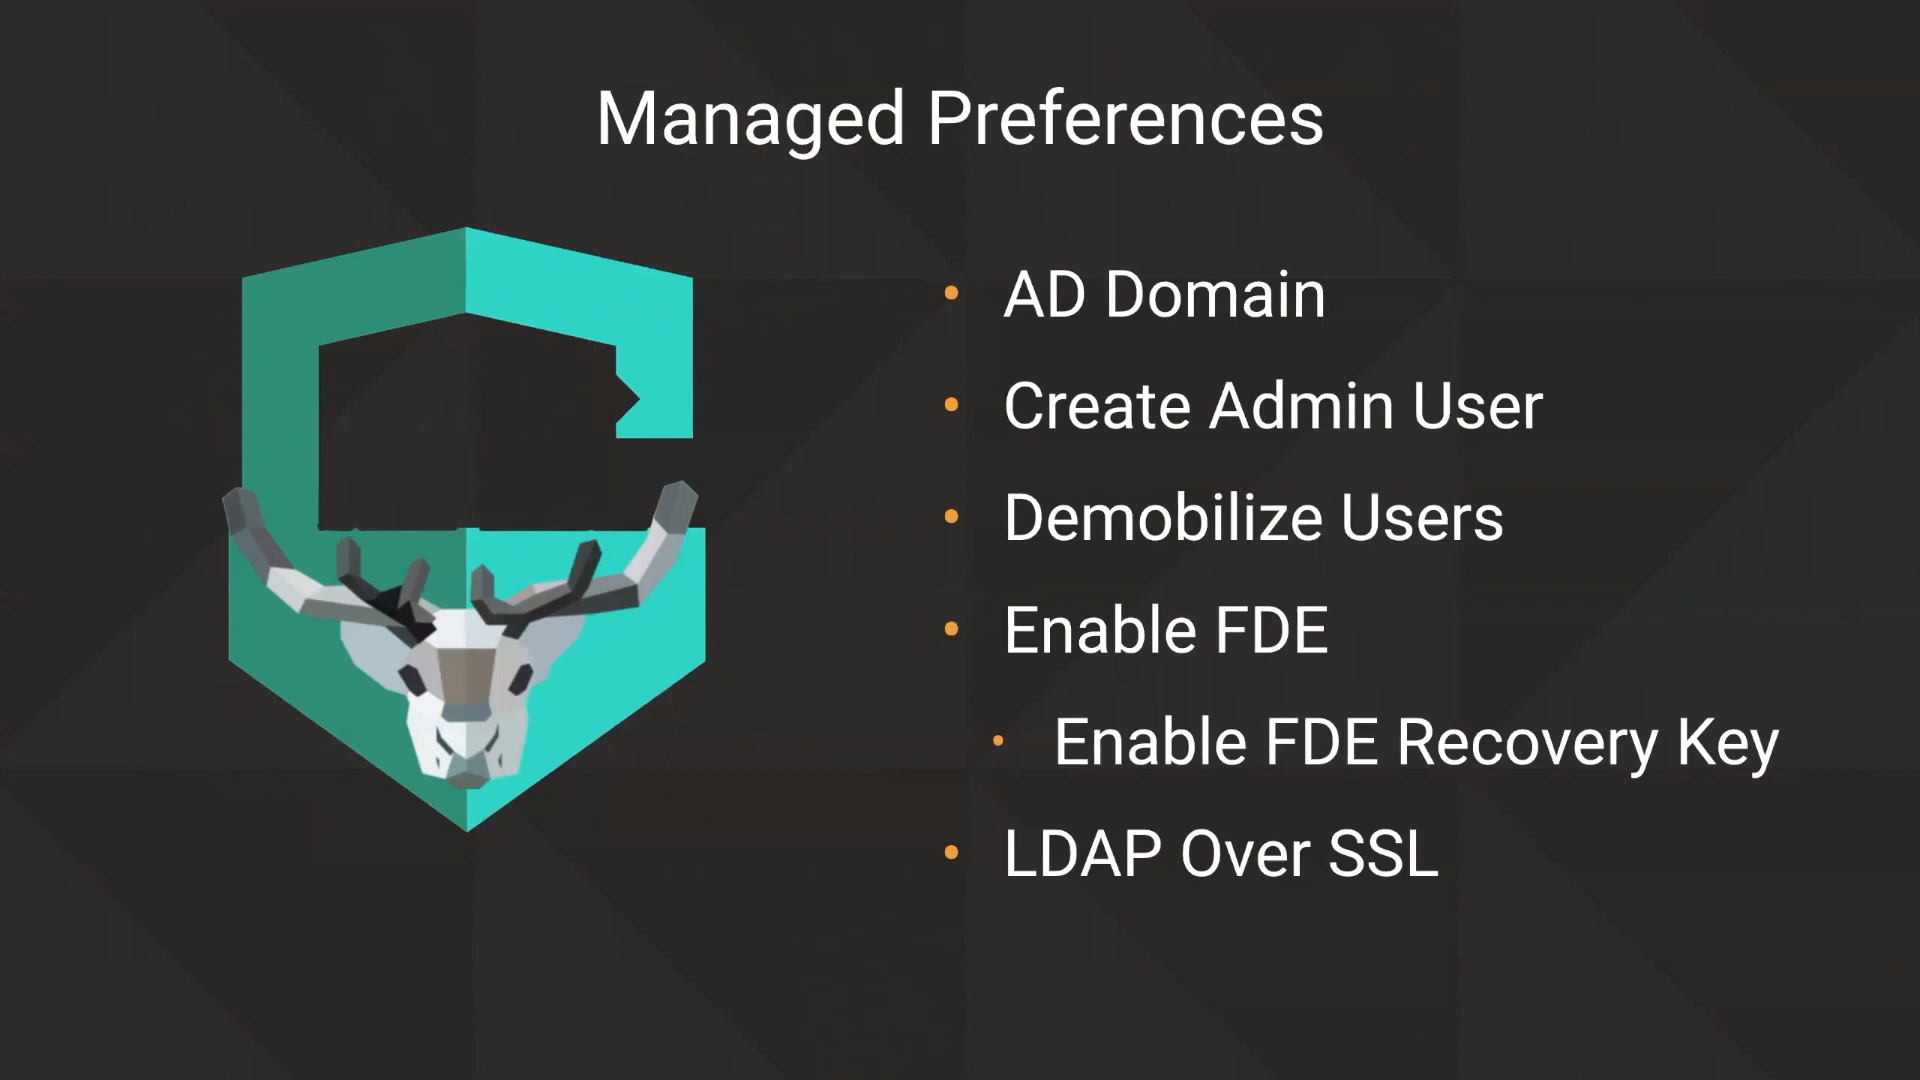 Managed Preferences
• AD Domain
• Create Admin User
• Demobilize Users
• Enable FDE
• Enable FDE Recovery Key
• LDAP Over SSL